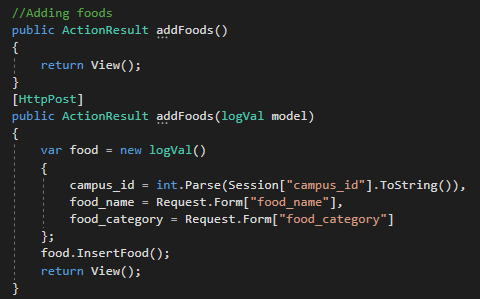 //Adding foods
public ActionResult addFoods()
{
    return View();
}
[HttpPost]
public ActionResult addFoods(logVal model)
{
    var food = new logVal()
    {
        campus_id = int.Parse(Session["campus_id"].ToString()),
        food_name = Request.Form["food_name"],
        food_category = Request.Form["food_category"]
    };
    food.InsertFood();
    return View();
}